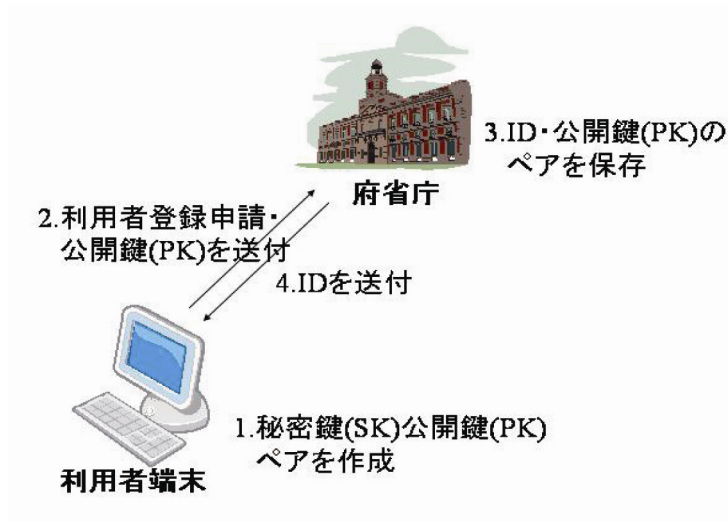 3.ID・公開鍵(PK)の
ペアを保存
府省庁
2.利用者登録申請・
公開鍵(PK)を送付
4.IDを送付
1.秘密鍵(SK)公開鍵(PK)
ペアを作成
利用者端末